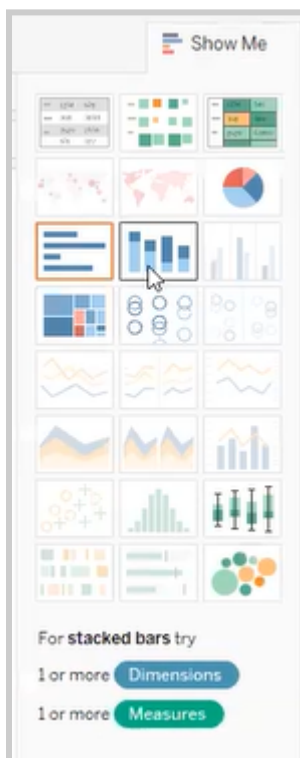 Show Me
For stacked bars try
1 or more Dimensions
1 or more Measures